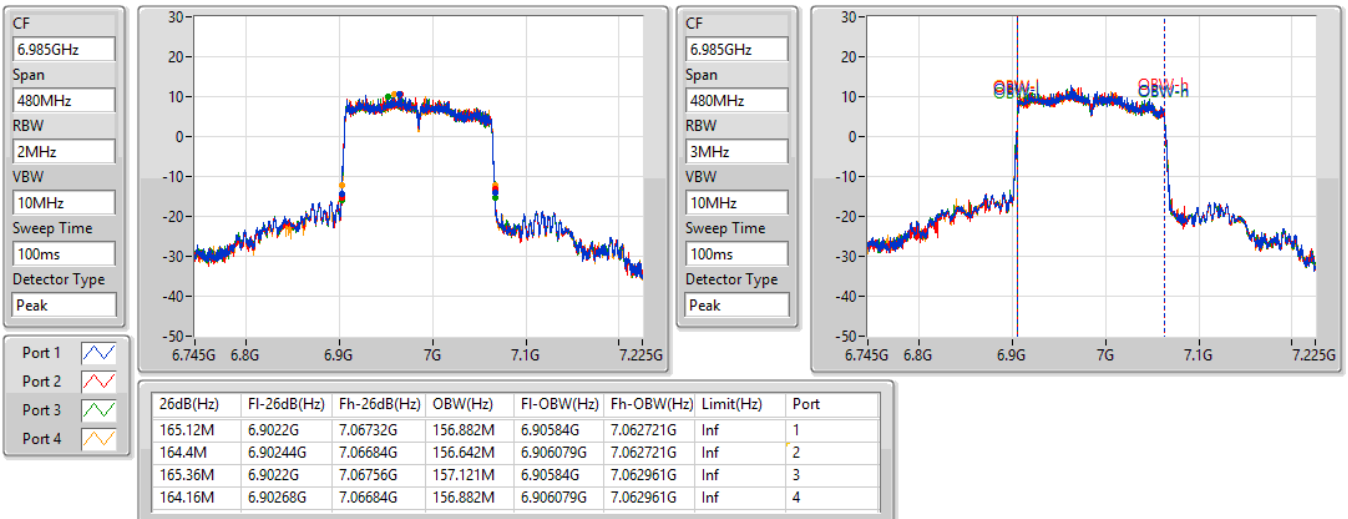 CF
6.985GHz
Span
480MHz
RBW
2MHz
VBW
10MHz
Sweep Time
100ms
Detector Type
Peak
30
20
10
0
-10
-20
-30
-40
-50
6.745G 6.8G 6.9G 7G 7.1G 7.225G
CF
6.985GHz
Span
480MHz
RBW
3MHz
VBW
10MHz
Sweep Time
100ms
Detector Type
Peak
30
20
10
0
-10
-20
-30
-40
-50
OBW-l OBW-h
OBW-h
6.745G 6.8G 6.9G 7G 7.1G 7.225G
Port 1
Port 2
Port 3
Port 4
26dB(Hz) Fl-26dB(Hz) Fh-26dB(Hz) OBW(Hz) Fl-OBW(Hz) Fh-OBW(Hz) Limit(Hz) Port
165.12M 6.9022G 7.06732G 156.882M 6.90584G 7.062721G Inf 1
164.4M 6.90244G 7.06684G 156.642M 6.906079G 7.062721G Inf 2
165.36M 6.9022G 7.06756G 157.121M 6.90584G 7.062961G Inf 3
164.16M 6.90268G 7.06684G 156.882M 6.906079G 7.062961G Inf 4